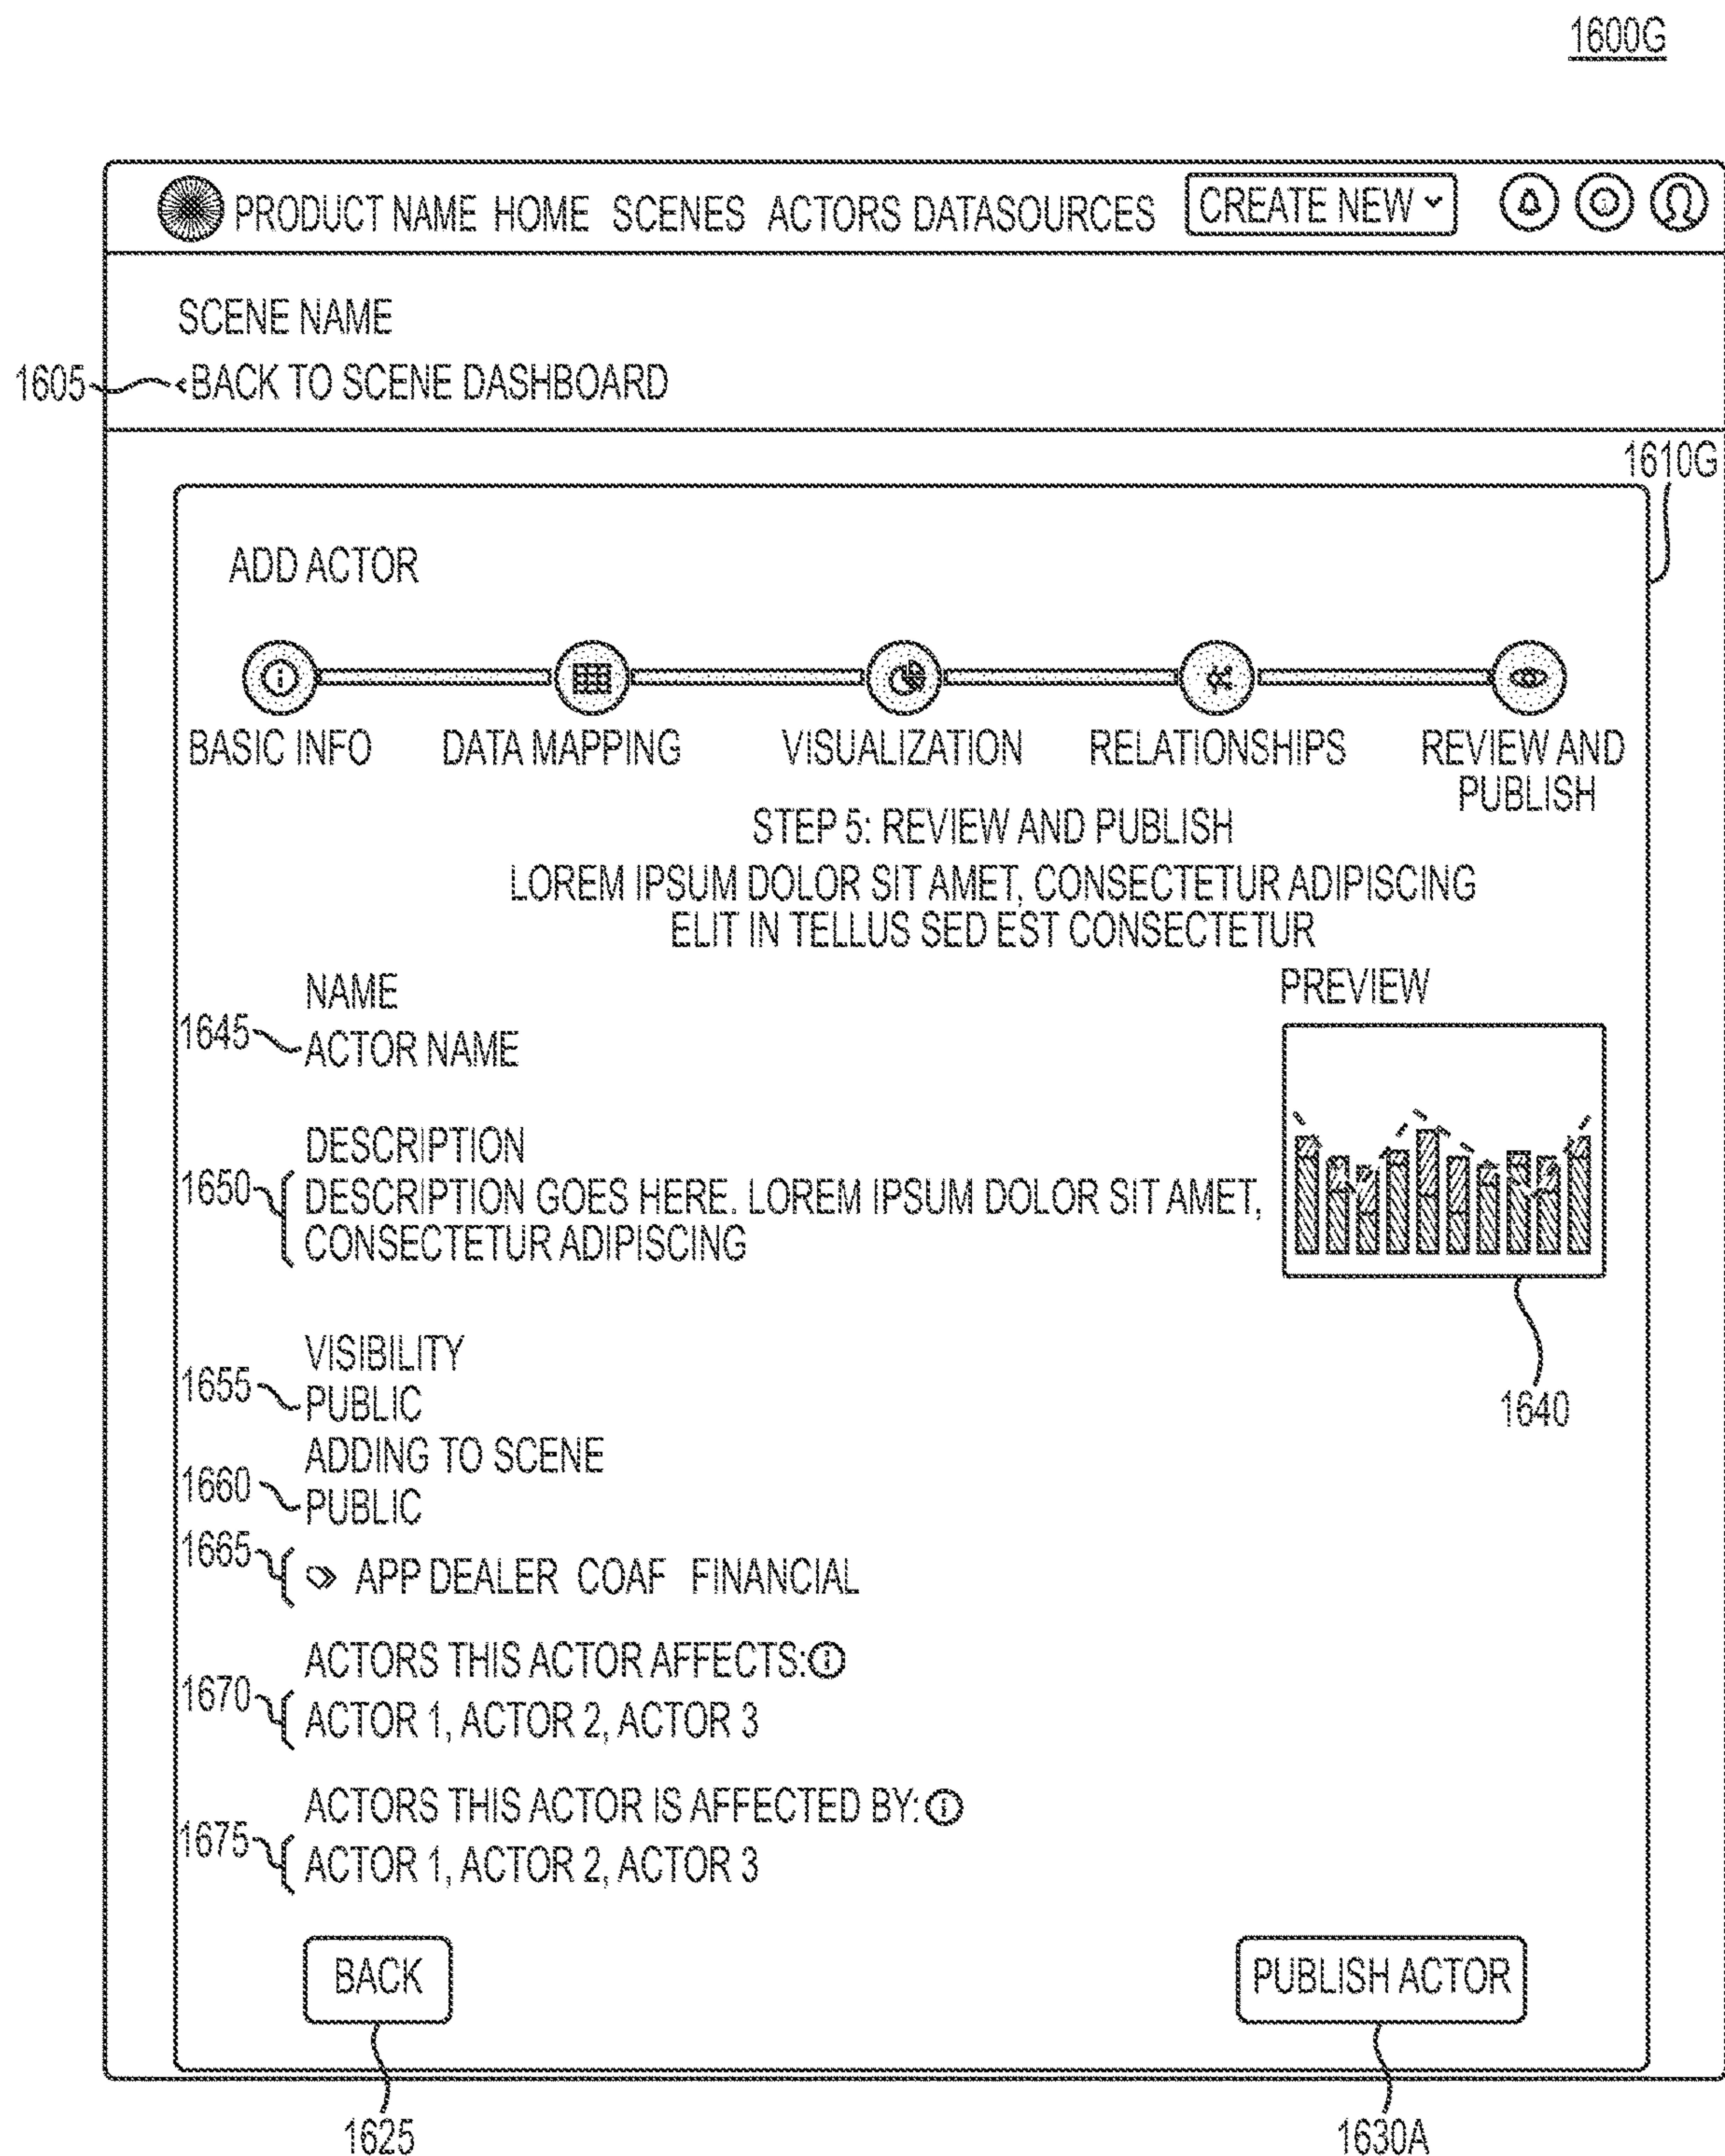 1600G
PRODUCT NAME HOME SCENES ACTORS DATASOURCES CREATE NEW
SCENE NAME
1605 <BACK TO SCENE DASHBOARD
1610G
ADD ACTOR
BASIC INFO DATA MAPPING VISUALIZATION RELATIONSHIPS REVIEW AND
PUBLISH
STEP 5: REVIEW AND PUBLISH
LOREM IPSUM DOLOR SIT AMET, CONSECTETUR ADIPISCING
ELIT IN TELLUS SED EST CONSECTETUR
NAME PREVIEW
1645 ACTOR NAME
DESCRIPTION
1650 DESCRIPTION GOES HERE. LOREM IPSUM DOLOR SIT AMET,
CONSECTETUR ADIPISCING
VISIBILITY
1655 PUBLIC
1640
ADDING TO SCENE
1660 PUBLIC
1665 APP DEALER COAF FINANCIAL
ACTORS THIS ACTOR AFFECTS:
1670 ACTOR 1, ACTOR 2, ACTOR 3
ACTORS THIS ACTOR IS AFFECTED BY:
1675 ACTOR 1, ACTOR 2, ACTOR 3
BACK PUBLISH ACTOR
1625 1630A